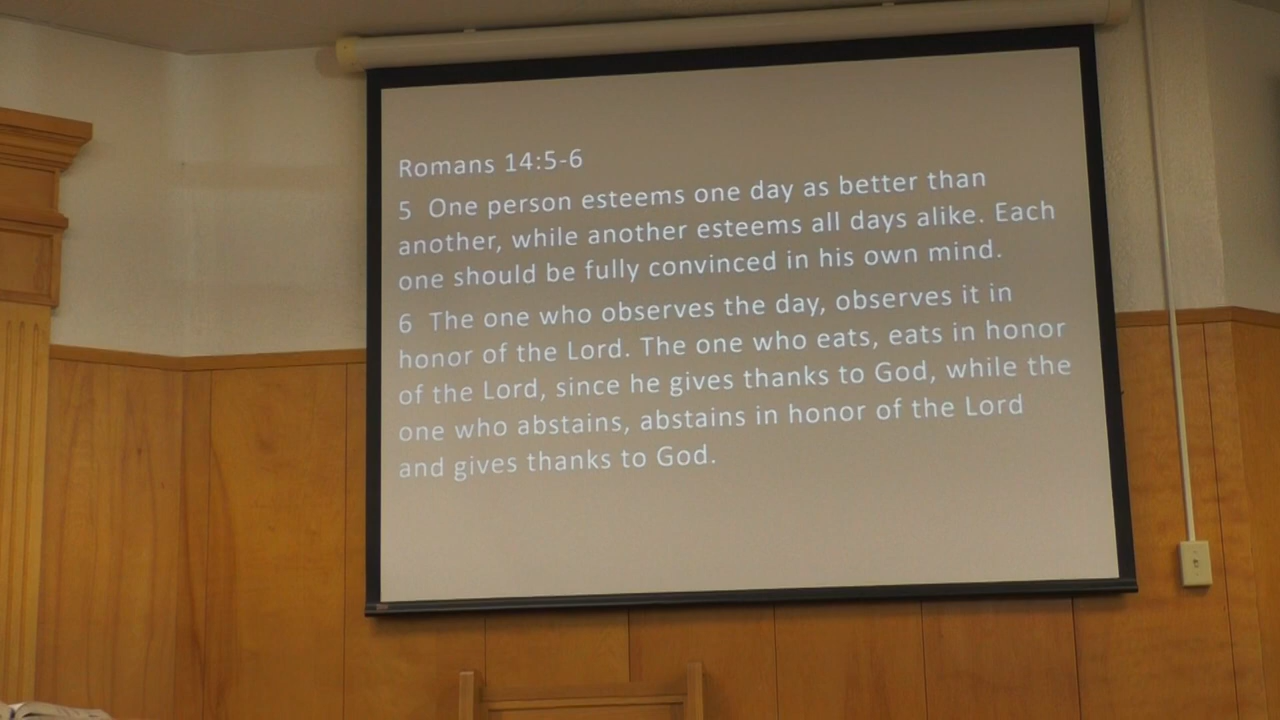 Romans 14:5-6
5 One person esteems one day as better than
another, while another esteems all days alike. Each
one should be fully convinced in his own mind.
6 The one who observes the day, observes it in
honor of the Lord. The one who eats, eats in honor
of the Lord, since he gives thanks to God, while the
one who abstains, abstains in honor of the Lord
and gives thanks to God.